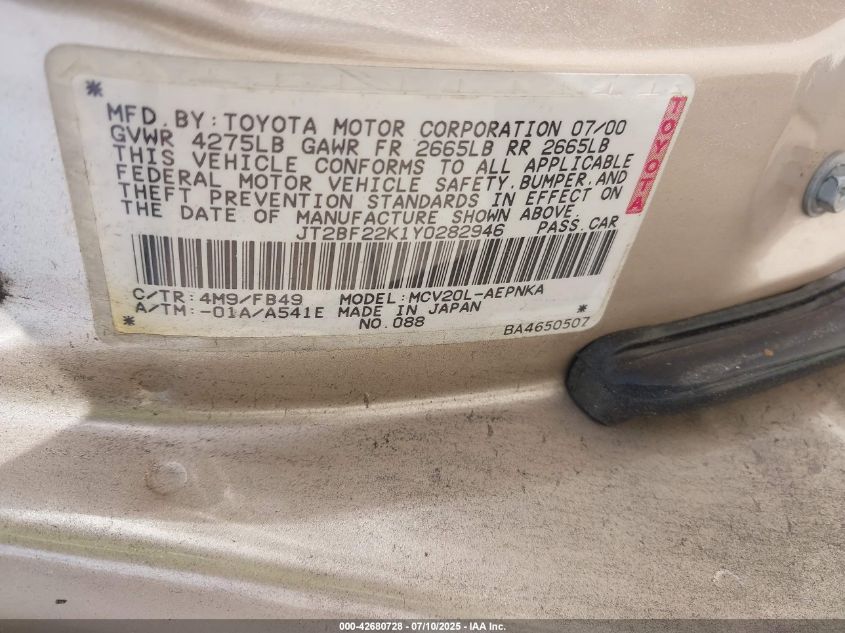 MFD. BY: TOYOTA MOTOR CORPORATION 07/00
GVWR 4275LB GAWR FR 2665LB RR 2665LB
THIS VEHICLE CONFORMS TO ALL APPLICABLE
FEDERAL MOTOR VEHICLE SAFETY, BUMPER, AND
THEFT PREVENTION STANDARDS IN EFFECT ON
THE DATE OF MANUFACTURE SHOWN ABOVE.
JT2BF22K1Y0282946 PASS.CAR
TOYOTA
C/TR: 4M9/FB49 MODEL: MCV20L-AEPNKA
A/TM: -01A/A541E MADE IN JAPAN
NO.088 BA4650507
000-42680728 - 07/10/2025 - IAA Inc.